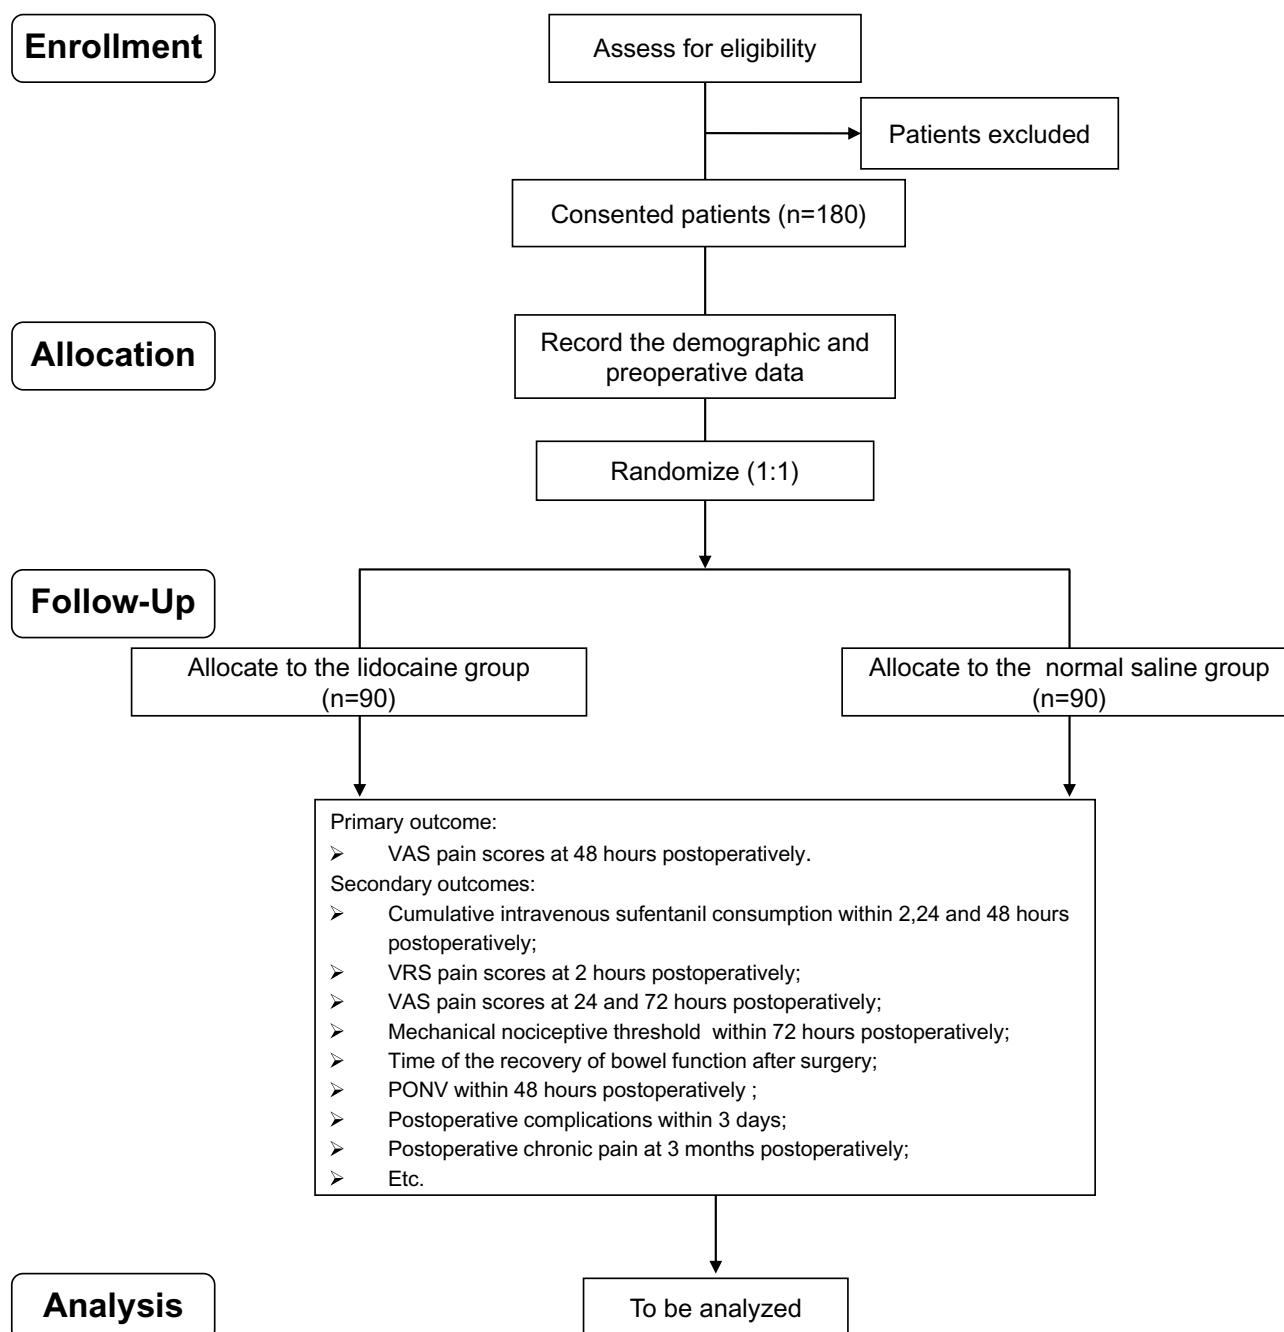 Enrollment
Assess for eligibility
Patients excluded
Consented patients (n=180)
Allocation
Record the demographic and
preoperative data
Randomize (1:1)
Follow-Up
Allocate to the lidocaine group
(n=90)
Allocate to the  normal saline group
(n=90)
Primary outcome:
➢ VAS pain scores at 48 hours postoperatively.
Secondary outcomes:
➢ Cumulative intravenous sufentanil consumption within 2,24 and 48 hours
postoperatively;
➢ VRS pain scores at 2 hours postoperatively;
➢ VAS pain scores at 24 and 72 hours postoperatively;
➢ Mechanical nociceptive threshold  within 72 hours postoperatively;
➢ Time of the recovery of bowel function after surgery;
➢ PONV within 48 hours postoperatively ;
➢ Postoperative complications within 3 days;
➢ Postoperative chronic pain at 3 months postoperatively;
➢ Etc.
Analysis
To be analyzed